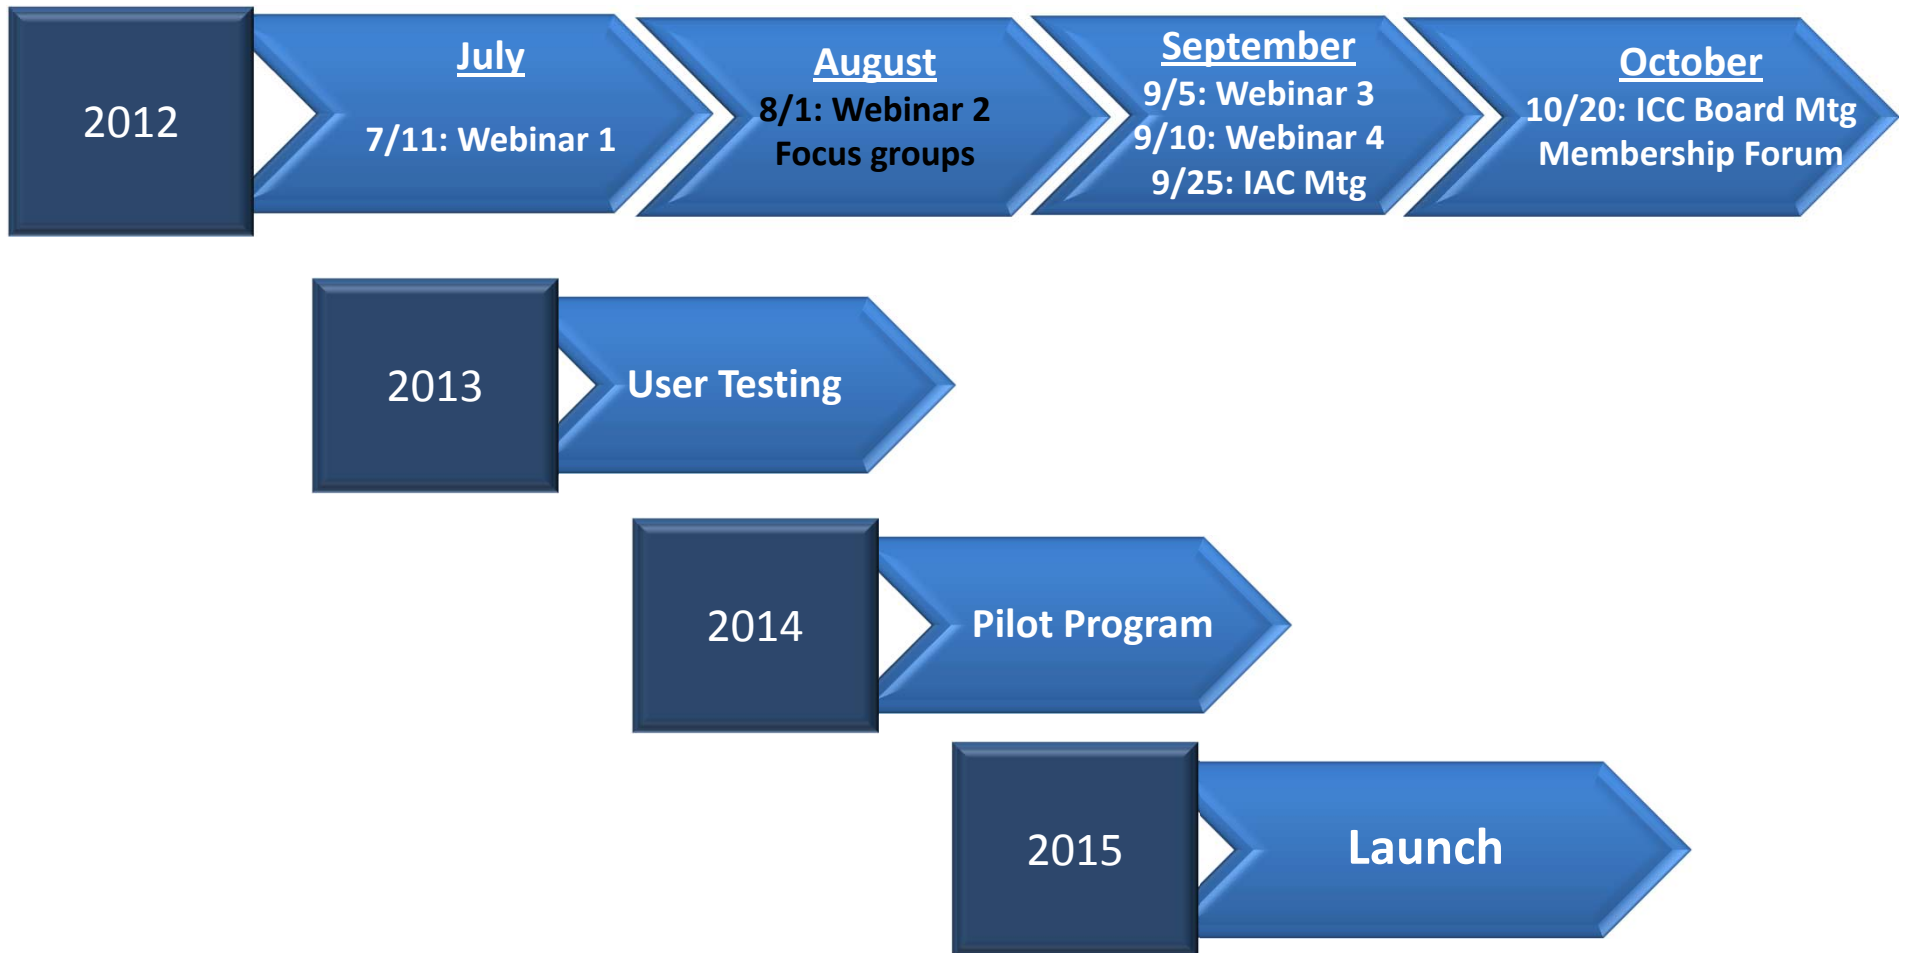 2012
July
7/11: Webinar 1
August
8/1: Webinar 2
Focus groups
September
9/5: Webinar 3
9/10: Webinar 4
9/25: IAC Mtg
October
10/20: ICC Board Mtg
Membership Forum
2013
User Testing
2014
Pilot Program
2015
Launch